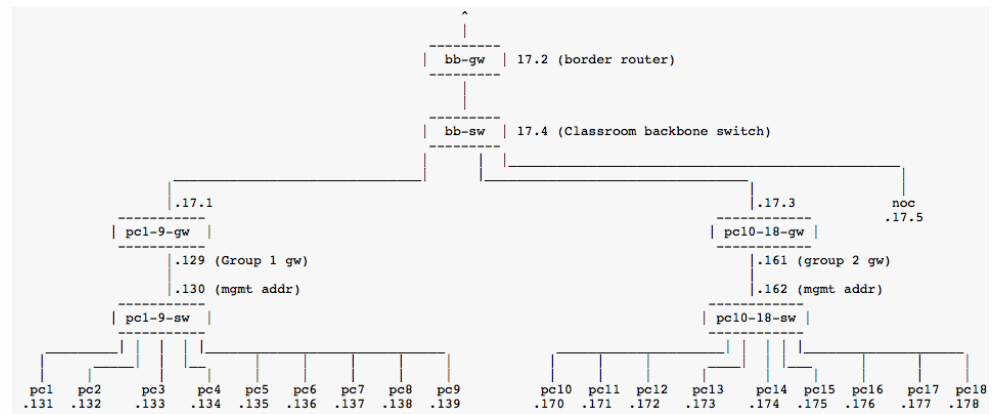 ^
bb-gw 17.2 (border router)
bb-sw 17.4 (Classroom backbone switch)
.17.1 .17.3 noc
.17.5
pc1-9-gw pc10-18-gw
.129 (Group 1 gw) .161 (group 2 gw)
.130 (mgmt addr) .162 (mgmt addr)
pc1-9-sw pc10-18-sw
pc1 pc2 pc3 pc4 pc5 pc6 pc7 pc8 pc9 pc10 pc11 pc12 pc13 pc14 pc15 pc16 pc17 pc18
.131 .132 .133 .134 .135 .136 .137 .138 .139 .170 .171 .172 .173 .174 .175 .176 .177 .178